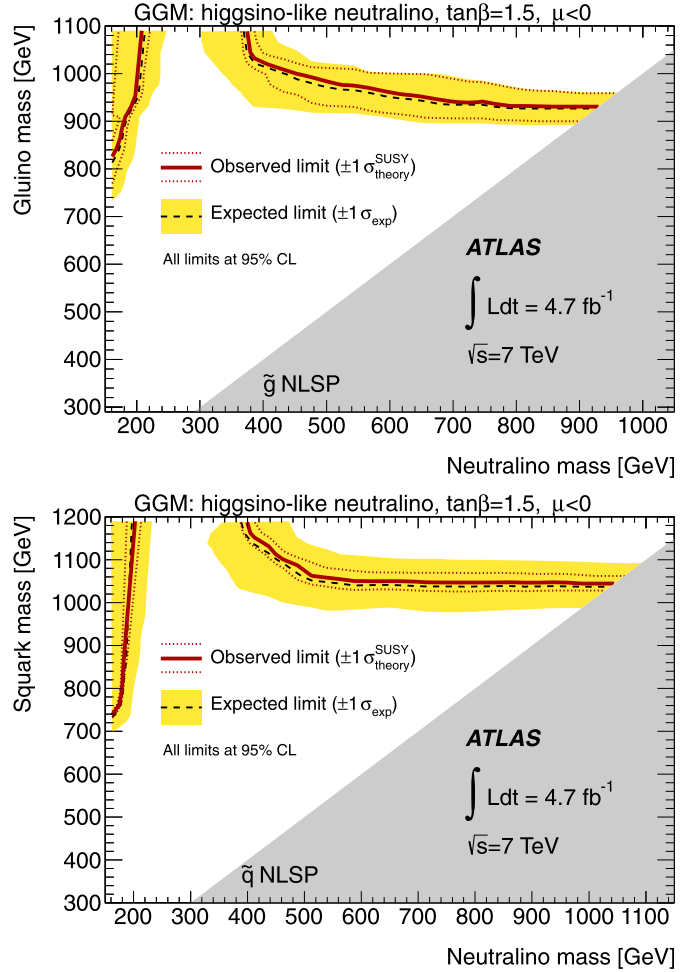 GGM: higgsino-like neutralino, tanβ=1.5, μ<0
Gluino mass [GeV]
1100
1000
900
800
700
600
500
400
300
Observed limit (±1 σ^SUSY_theory)
Expected limit (±1 σ_exp)
All limits at 95% CL
ATLAS
∫ Ldt = 4.7 fb^-1
√s=7 TeV
g̃ NLSP
200 300 400 500 600 700 800 900 1000
Neutralino mass [GeV]
GGM: higgsino-like neutralino, tanβ=1.5, μ<0
Squark mass [GeV]
1200
1100
1000
900
800
700
600
500
400
300
Observed limit (±1 σ^SUSY_theory)
Expected limit (±1 σ_exp)
All limits at 95% CL
ATLAS
∫ Ldt = 4.7 fb^-1
√s=7 TeV
q̃ NLSP
200 300 400 500 600 700 800 900 1000 1100
Neutralino mass [GeV]